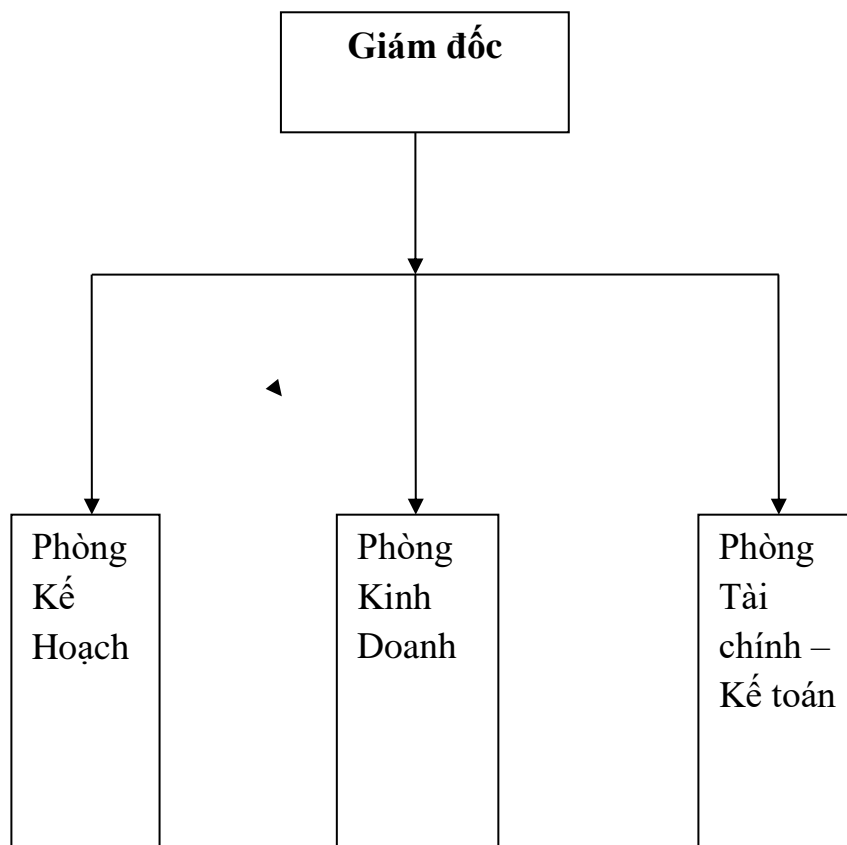 Giám đốc
Phòng
Kế
Hoạch
Phòng
Kinh
Doanh
Phòng
Tài
chính –
Kế toán